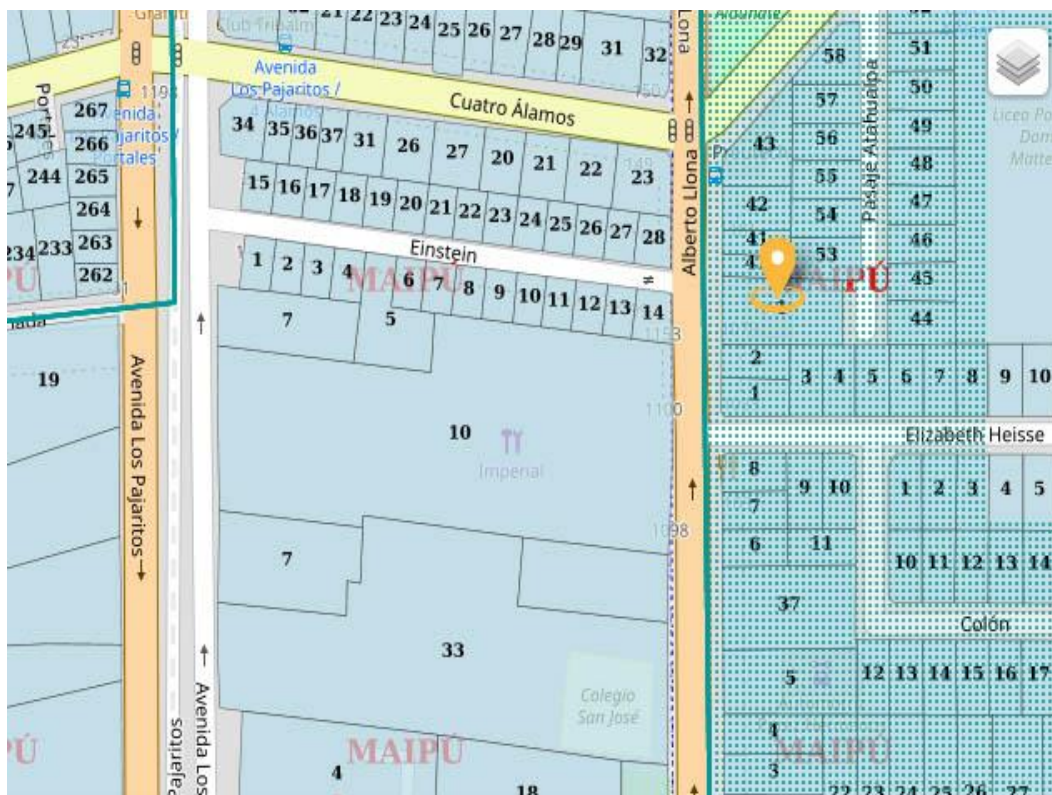 21 22 23 24 25 26 27 28 29 31 32
Club Tribalm
Avenida
Los Pajaritos /
4 Álamos
Cuatro Álamos
150
149
1198
Avenida
Pajaritos /
Portales
Portales
267
245
266
244
265
264
234 233 263
262
31
MAIPÚ
19
34 35 36 37 31 26 27 20 21 22 23
15 16 17 18 19 20 21 22 23 24 25 26 27 28
Einstein
1 2 3 4 6 7 8 9 10 11 12 13 14
MAIPÚ
7 5
1153
10
1100
Imperial
1098
7
33
Colegio
San José
MAIPÚ
4
18
Avenida Los Pajaritos
Avenida Los
Pajaritos
Alberto Llona
Llona
58
57
43
56
55
42
54
41
53
MAIPÚ
Pasaje Atahualpa
51
50
49
48
47
46
45
44
Liceo
2
1
3 4 5 6 7 8 9 10
Elizabeth Heisse
8
7
9 10
1 2 3 4 5
6
11
10 11 12 13 14
37
Colón
5
12 13 14 15 16 17
4
3
MAIPÚ
22 23 24 25 26 27